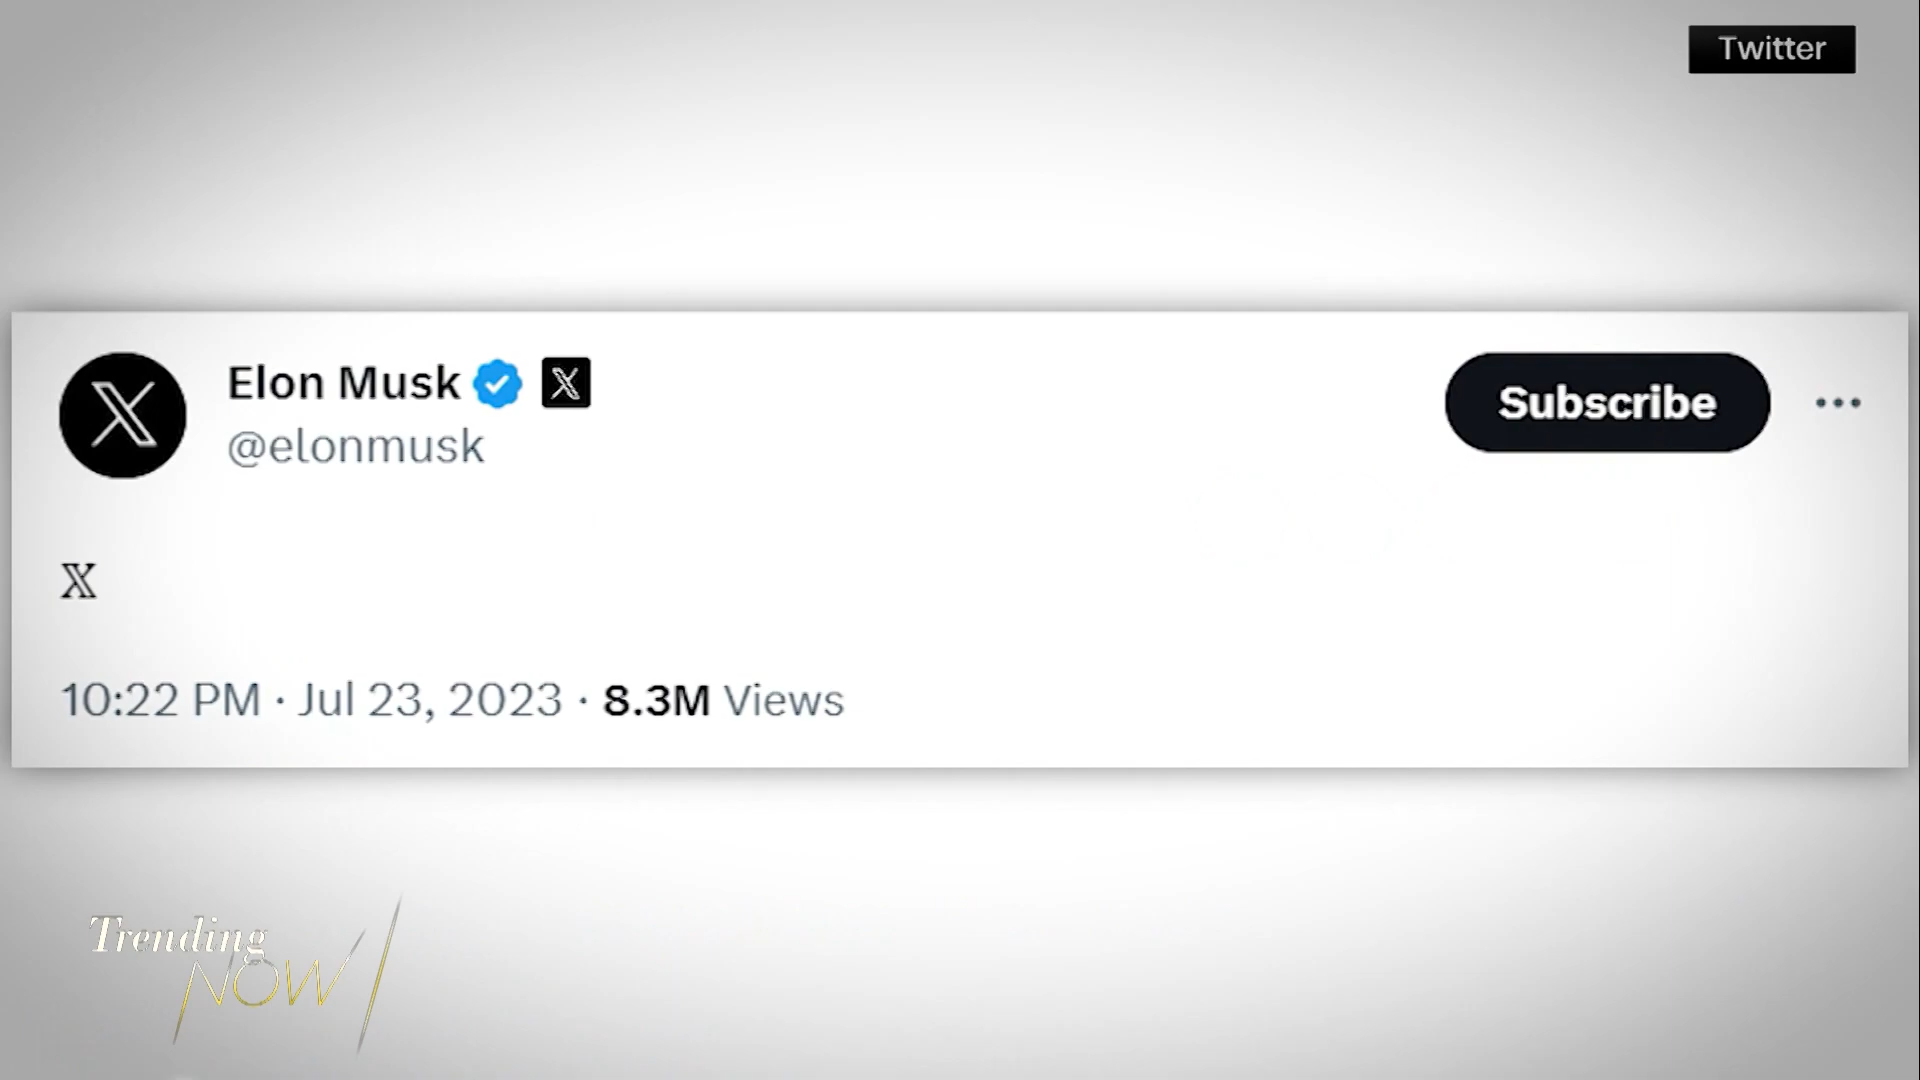 Twitter
Elon Musk
@elonmusk
Subscribe
𝕏
10:22 PM · Jul 23, 2023 · 8.3M Views
Trending
NOW